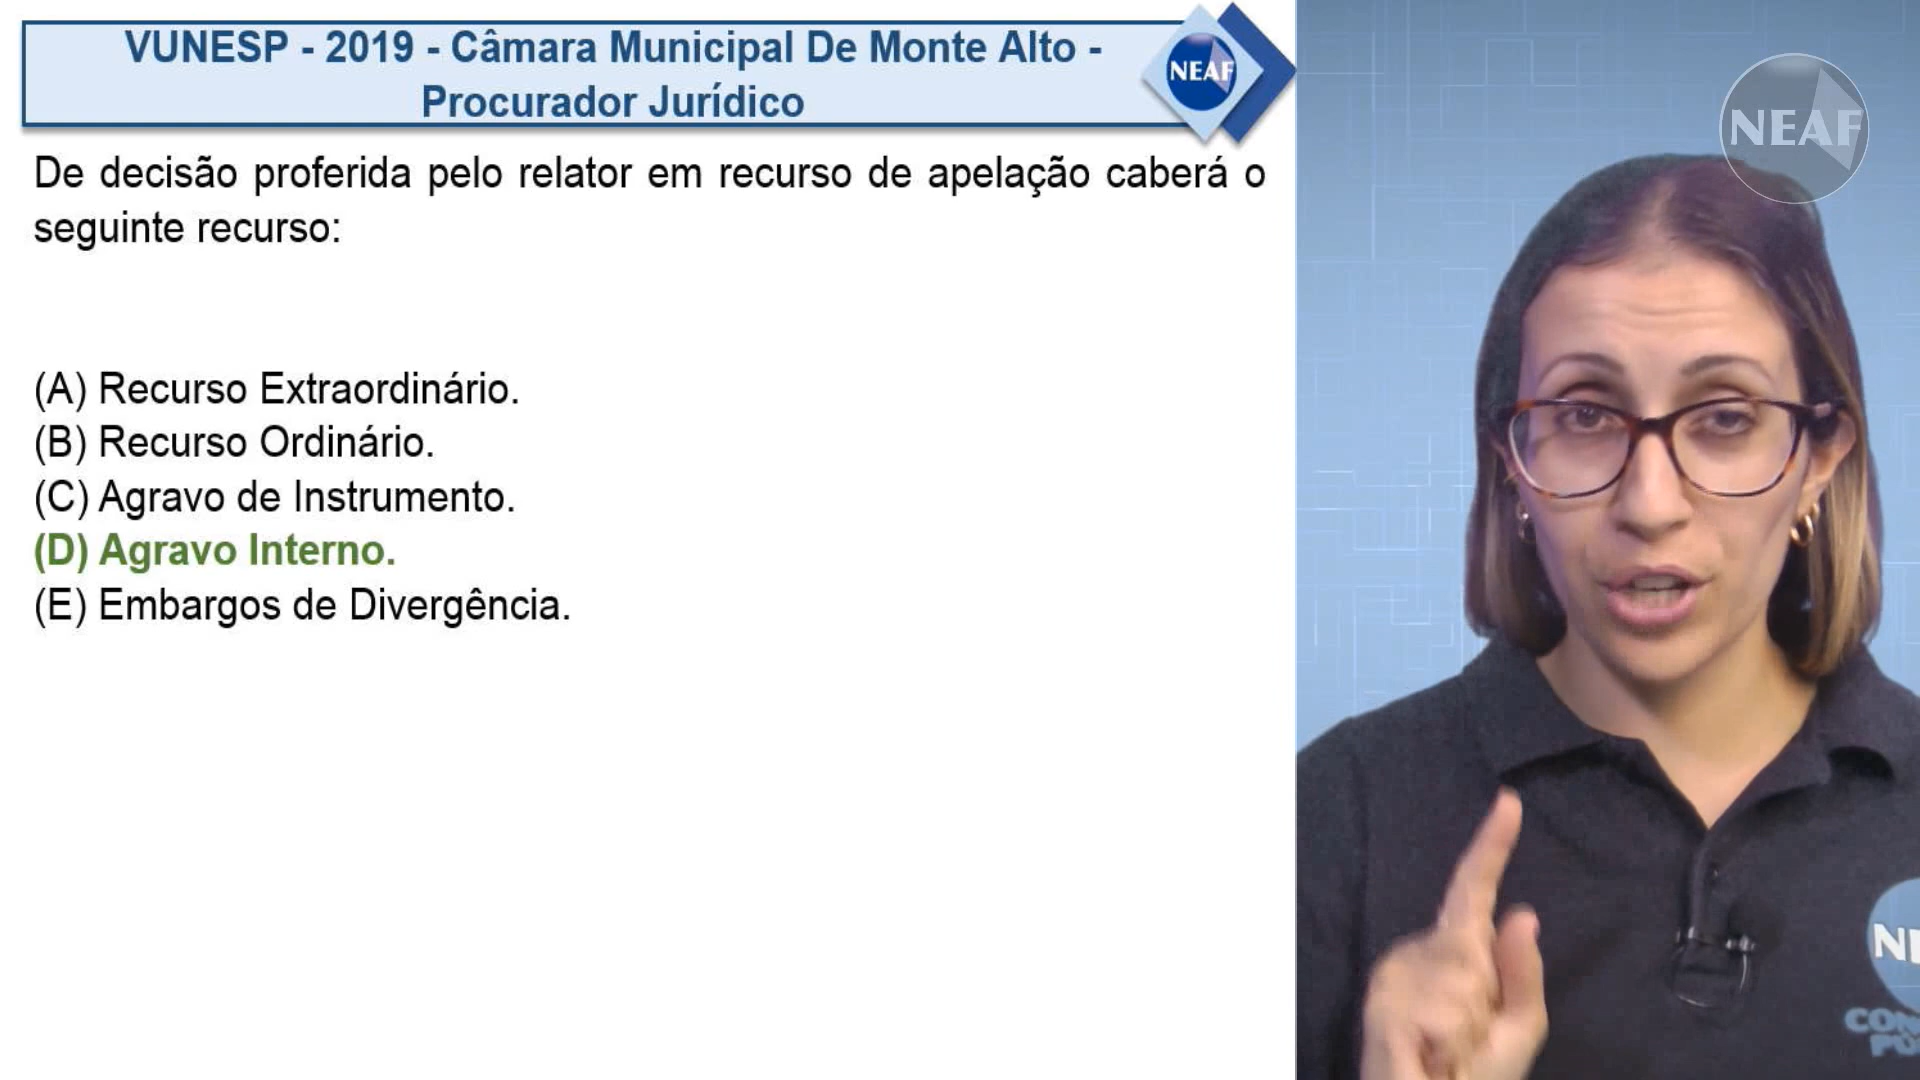 VUNESP - 2019 - Câmara Municipal De Monte Alto -
Procurador Jurídico
NEAF
NEAF
De decisão proferida pelo relator em recurso de apelação caberá o
seguinte recurso:
(A) Recurso Extraordinário.
(B) Recurso Ordinário.
(C) Agravo de Instrumento.
(D) Agravo Interno.
(E) Embargos de Divergência.